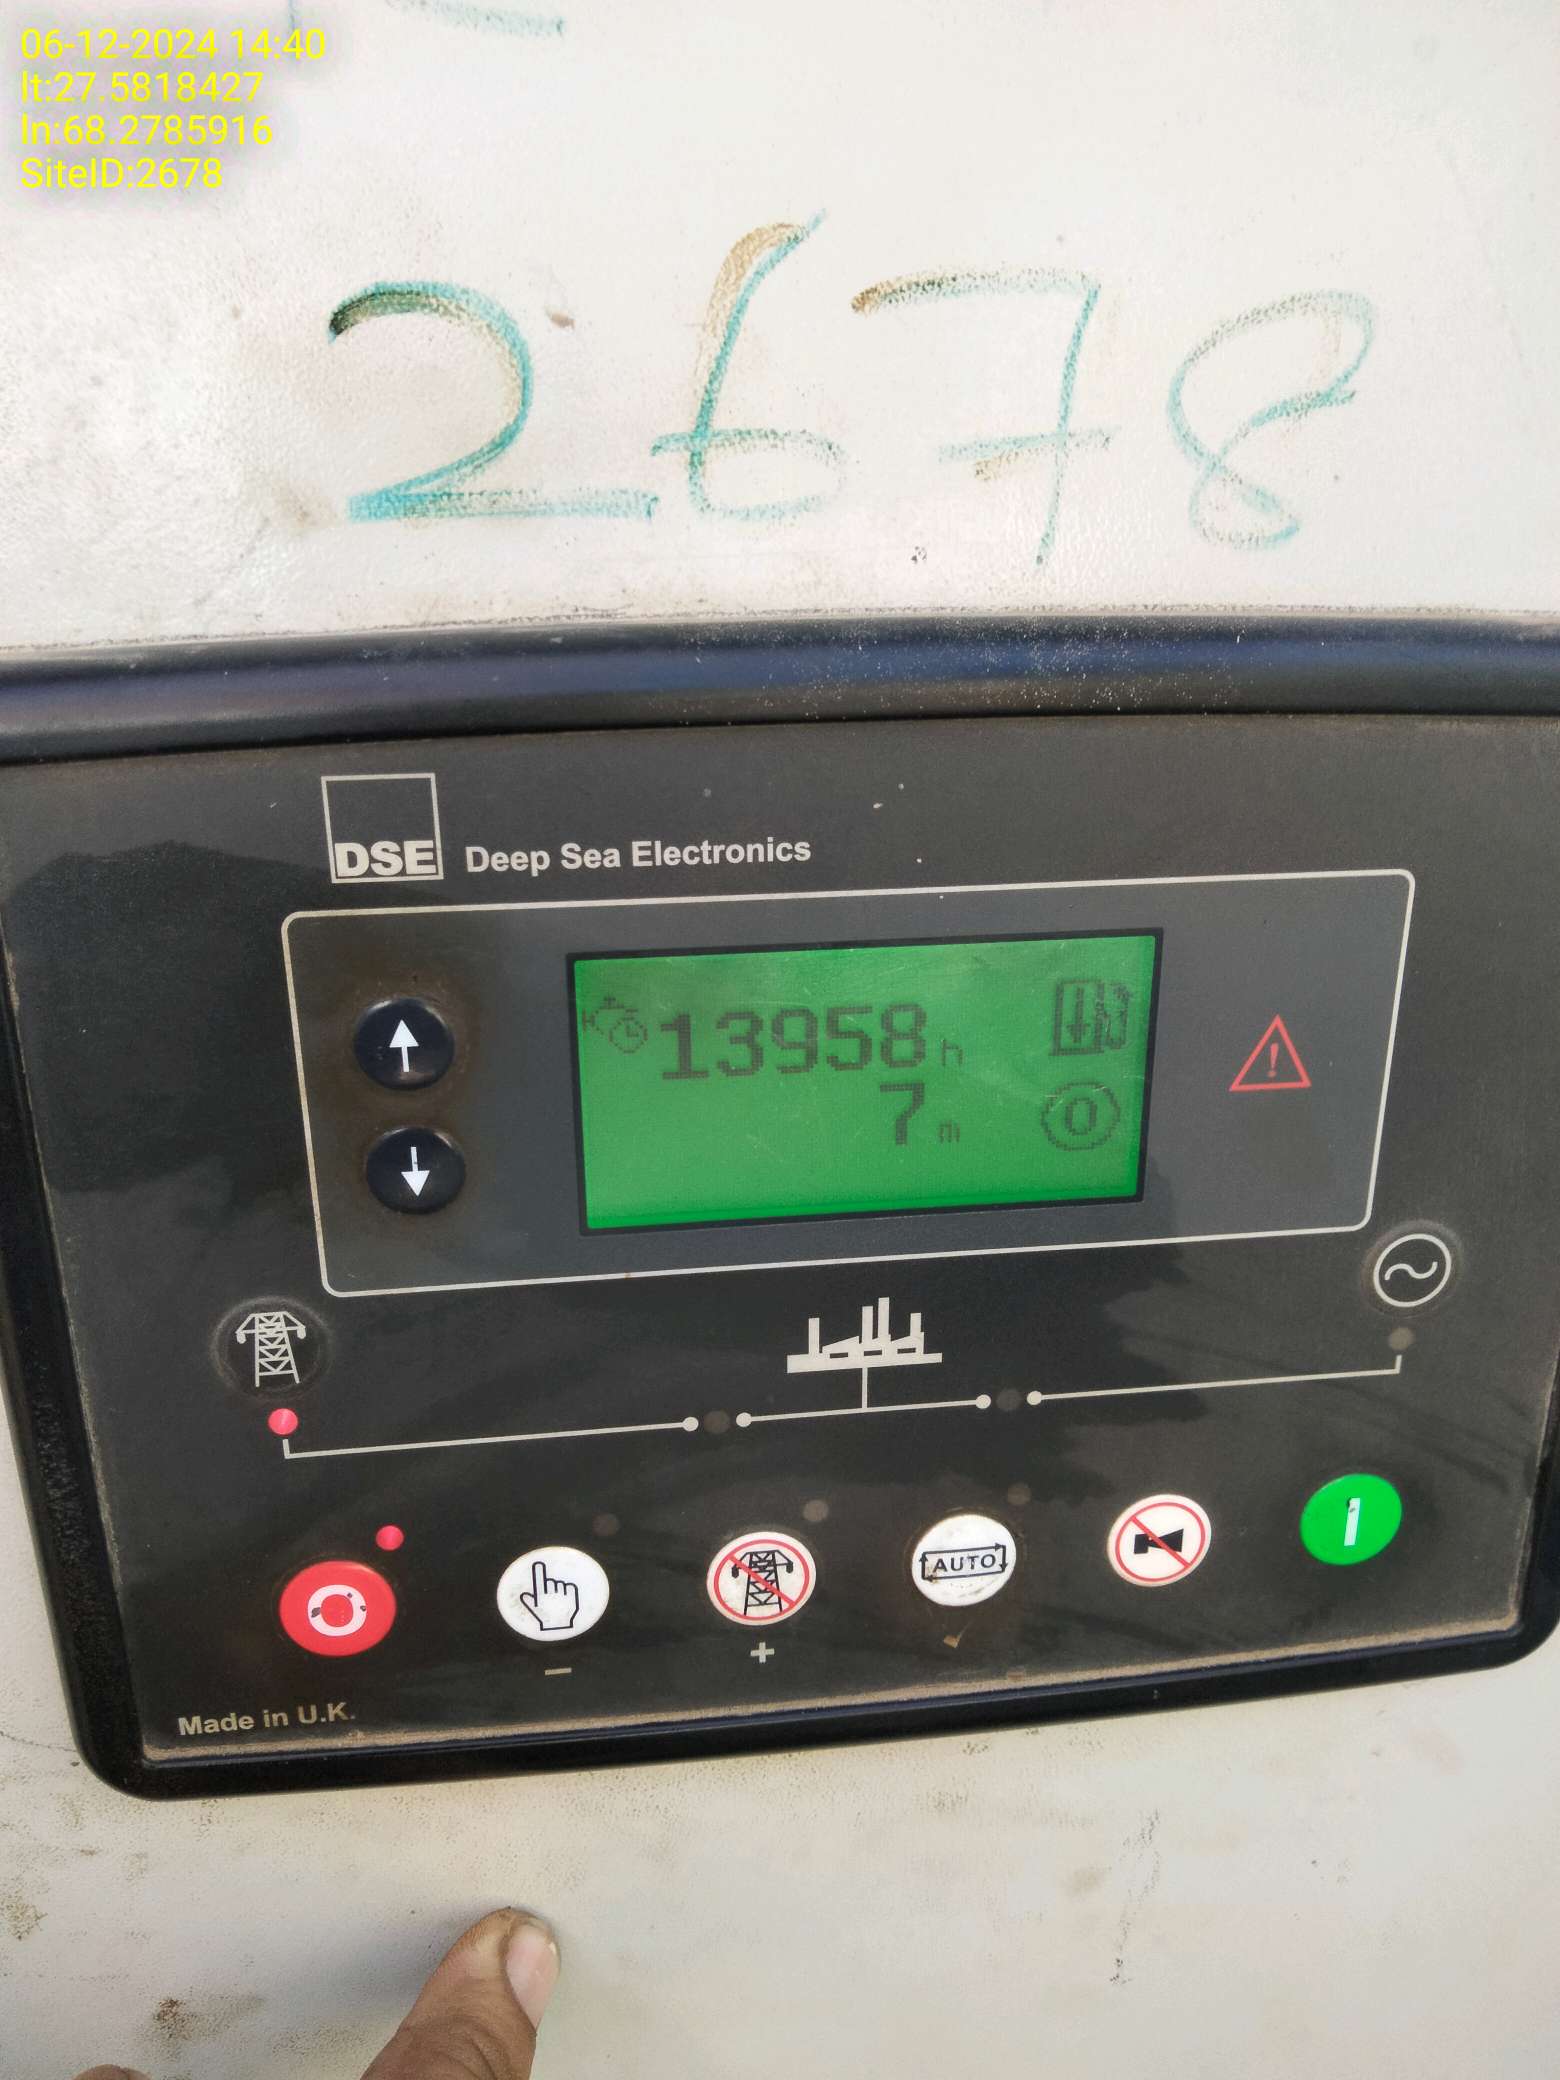 06-12-2024 14:40
lt:27.5818427
ln:68.2785916
SiteID:2678
2678
DSE Deep Sea Electronics
13958 h
7 m
AUTO
Made in U.K.